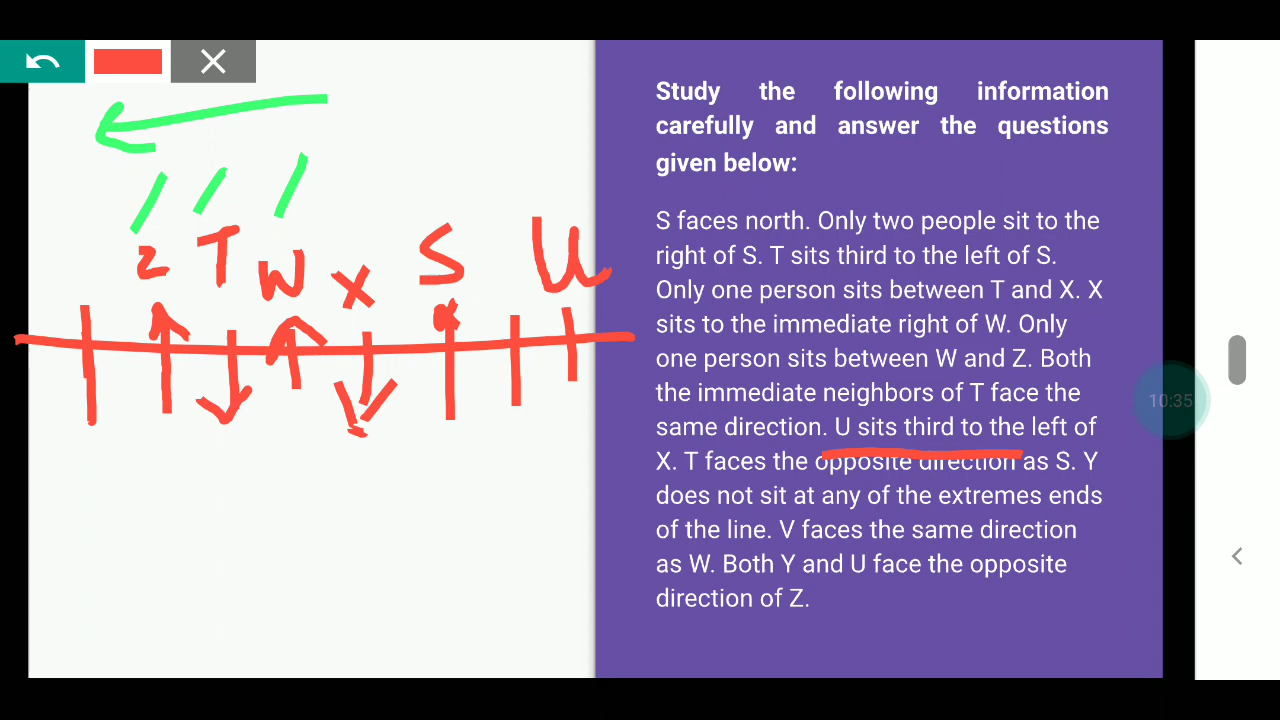 Z T W X S U
Study the following information
carefully and answer the questions
given below:
S faces north. Only two people sit to the
right of S. T sits third to the left of S.
Only one person sits between T and X. X
sits to the immediate right of W. Only
one person sits between W and Z. Both
the immediate neighbors of T face the
same direction. U sits third to the left of
X. T faces the opposite direction as S. Y
does not sit at any of the extremes ends
of the line. V faces the same direction
as W. Both Y and U face the opposite
direction of Z.
10:35